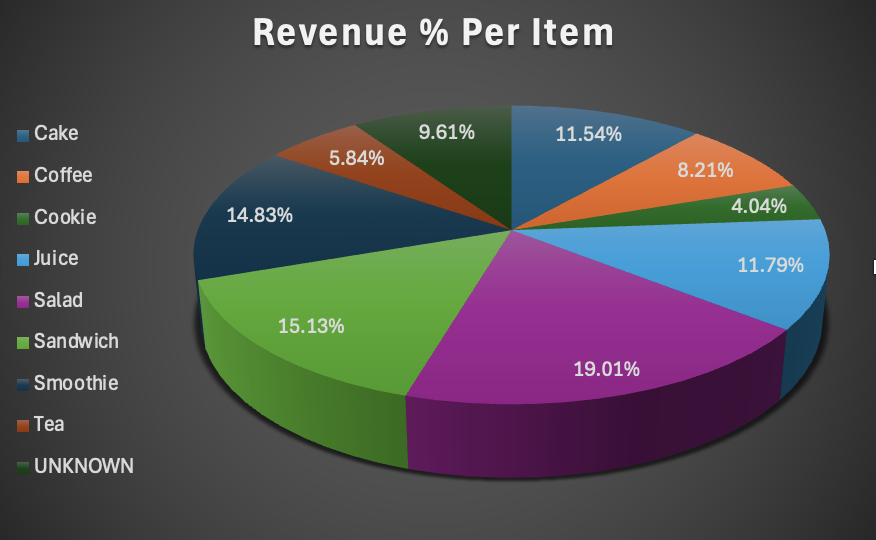 Revenue % Per Item
Cake
Coffee
Cookie
Juice
Salad
Sandwich
Smoothie
Tea
UNKNOWN
9.61%
11.54%
5.84%
8.21%
4.04%
14.83%
11.79%
15.13%
19.01%